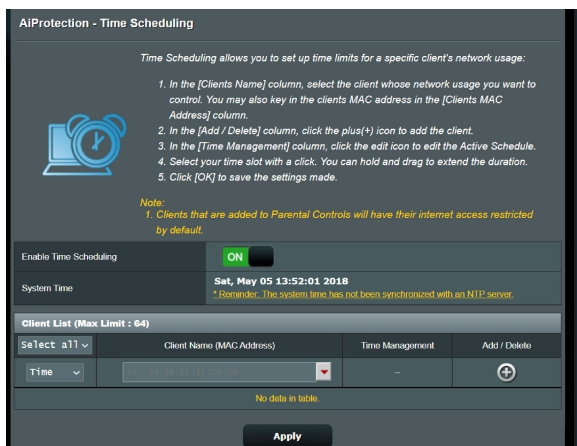 AiProtection - Time Scheduling
Time Scheduling allows you to set up time limits for a specific client's network usage:
1. In the [Clients Name] column, select the client whose network usage you want to
control. You may also key in the clients MAC address in the [Clients MAC
Address] column.
2. In the [Add / Delete] column, click the plus(+) icon to add the client.
3. In the [Time Management] column, click the edit icon to edit the Active Schedule.
4. Select your time slot with a click. You can hold and drag to extend the duration.
5. Click [OK] to save the settings made.
Note:
1. Clients that are added to Parental Controls will have their internet access restricted
by default.
Enable Time Scheduling ON
System Time Sat, May 05 13:52:01 2018
* Reminder: The system time has not been synchronized with an NTP server.
Client List (Max Limit : 64)
Select all Client Name (MAC Address) Time Management Add / Delete
Time --
No data in table.
Apply